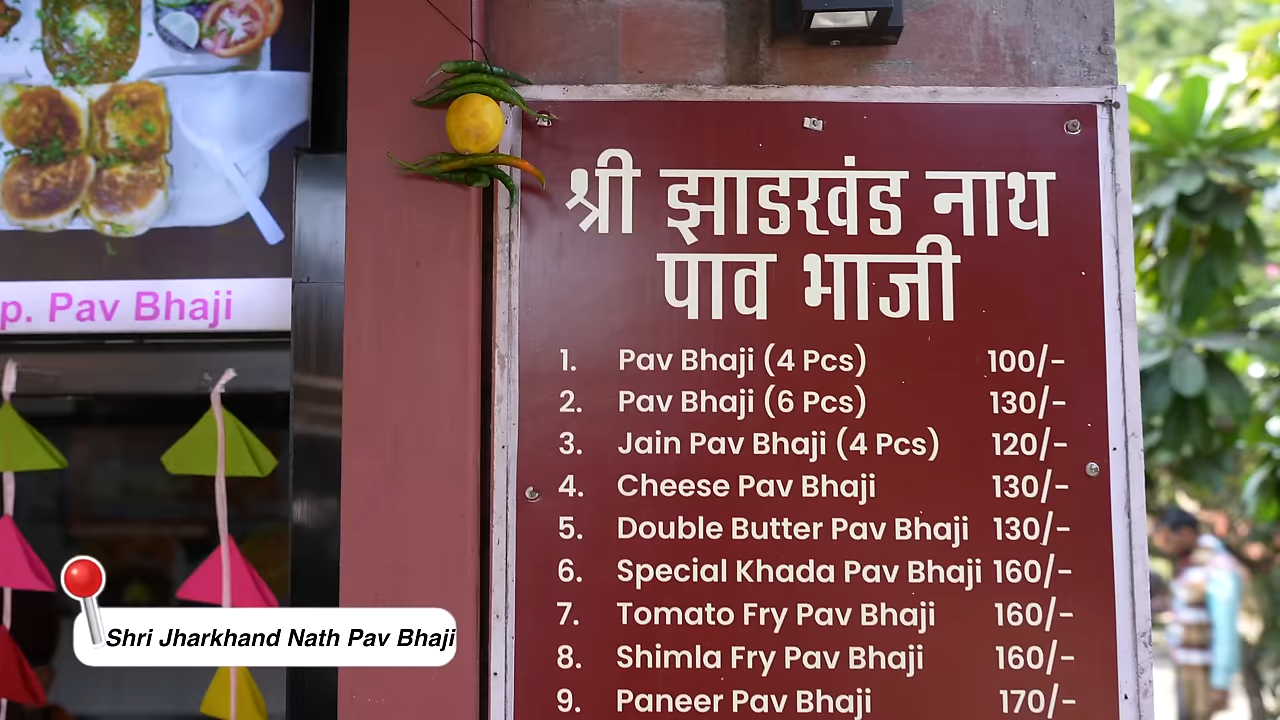 p. Pav Bhaji
श्री झाडखंड नाथ
पाव भाजी
1. Pav Bhaji (4 Pcs) 100/-
2. Pav Bhaji (6 Pcs) 130/-
3. Jain Pav Bhaji (4 Pcs) 120/-
4. Cheese Pav Bhaji 130/-
5. Double Butter Pav Bhaji 130/-
6. Special Khada Pav Bhaji 160/-
7. Tomato Fry Pav Bhaji 160/-
8. Shimla Fry Pav Bhaji 160/-
9. Paneer Pav Bhaji 170/-
Shri Jharkhand Nath Pav Bhaji